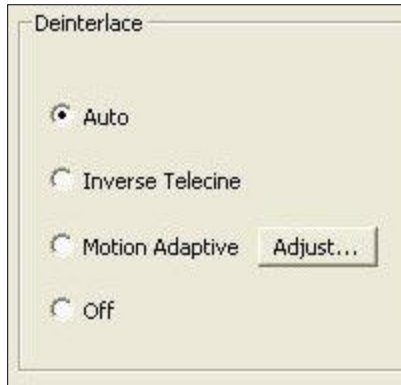 Deinterlace
Auto
Inverse Telecine
Motion Adaptive Adjust...
Off